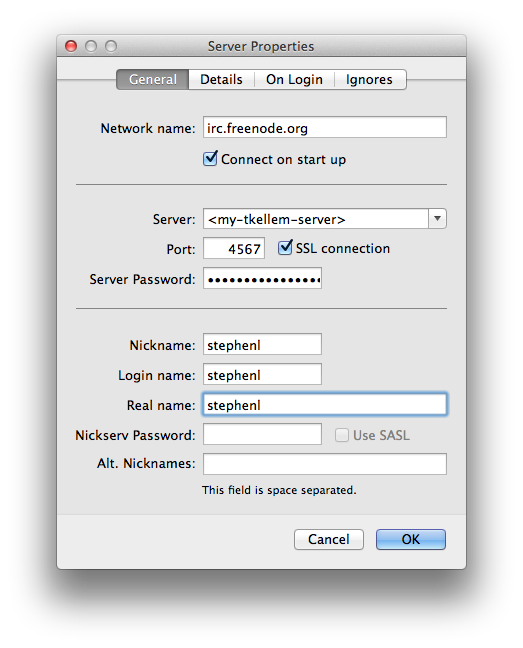 Server Properties
General Details On Login Ignores
Network name: irc.freenode.org
Connect on start up
Server: <my-tkellem-server>
Port: 4567 SSL connection
Server Password: ••••••••••••••••
Nickname: stephenl
Login name: stephenl
Real name: stephenl
Nickserv Password: Use SASL
Alt. Nicknames:
This field is space separated.
Cancel OK